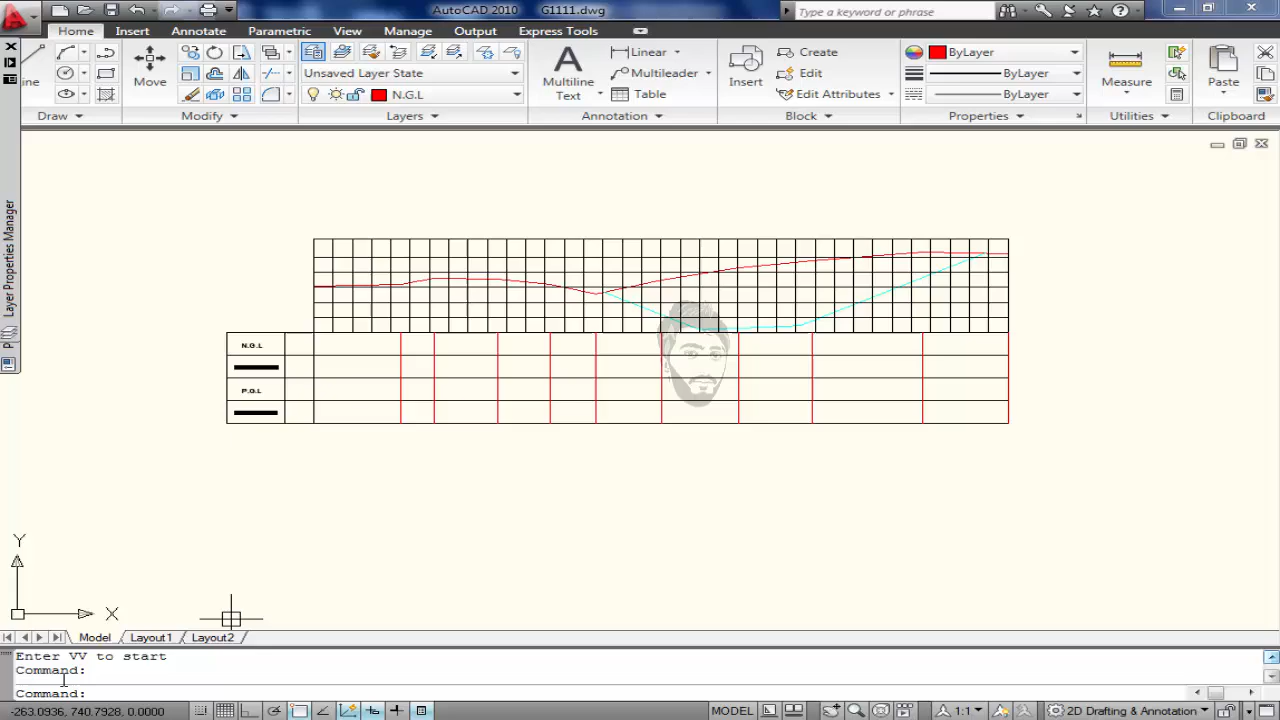 AutoCAD 2010 G1111.dwg
Type a keyword or phrase
Home Insert Annotate Parametric View Manage Output Express Tools
Linear
Create
ByLayer
Unsaved Layer State
Multileader
Edit
ByLayer
ine
Move
Multiline
Text
Insert
Measure
Paste
N.G.L
Table
Edit Attributes
ByLayer
Draw
Modify
Layers
Annotation
Block
Properties
Utilities
Clipboard
Layer Properties Manager
N.G.L
P.G.L
Y
X
Model Layout1 Layout2
Enter VV to start
Command:
Command:
-263.0936, 740.7928, 0.0000
MODEL
1:1
2D Drafting & Annotation